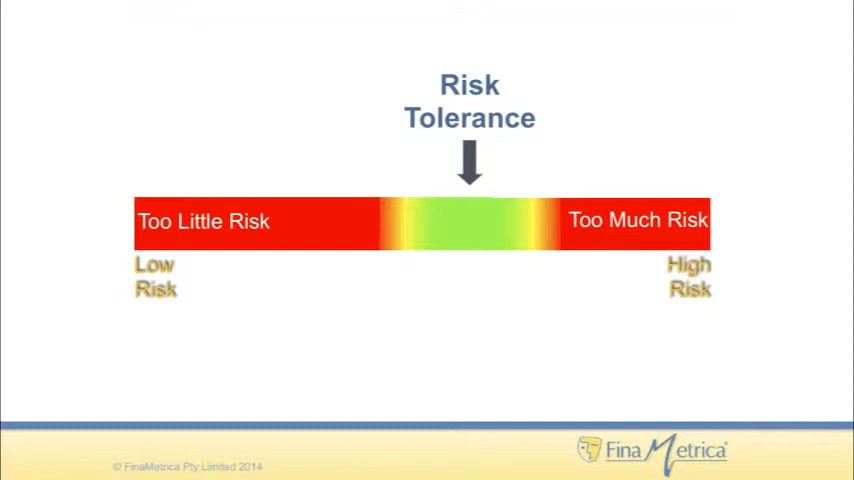 Risk
Tolerance
Too Little Risk
Too Much Risk
Low
Risk
High
Risk
© FinaMetrica Pty Limited 2014
FinaMetrica®